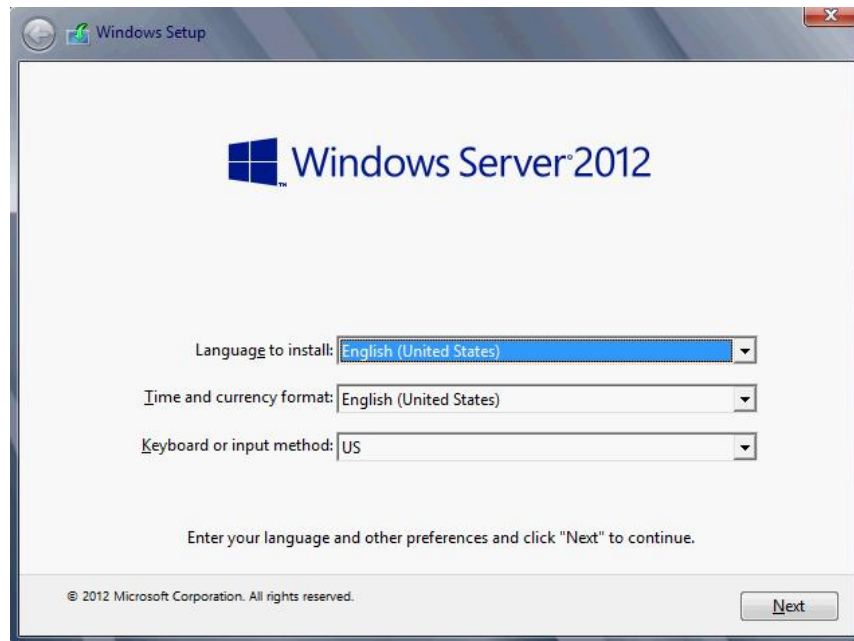 Windows Setup
Windows Server®2012
TM
Language to install: English (United States)
Time and currency format: English (United States)
Keyboard or input method: US
Enter your language and other preferences and click "Next" to continue.
© 2012 Microsoft Corporation. All rights reserved.
Next